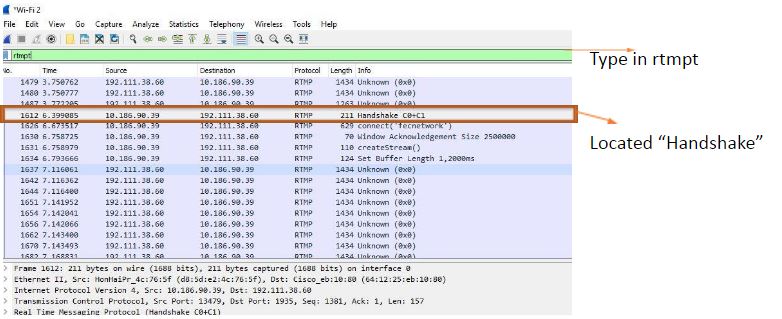 *Wi-Fi 2
File Edit View Go Capture Analyze Statistics Telephony Wireless Tools Help
rtmpt
No. Time Source Destination Protocol Length Info
1479 3.750762 192.111.38.60 10.186.90.39 RTMP 1434 Unknown (0x0)
1480 3.750777 192.111.38.60 10.186.90.39 RTMP 1434 Unknown (0x0)
1487 3.772205 192.111.38.60 10.186.90.39 RTMP 1263 Unknown (0x0)
1612 6.399085 10.186.90.39 192.111.38.60 RTMP 211 Handshake C0+C1
1626 6.673517 10.186.90.39 192.111.38.60 RTMP 629 connect('fecnetwork')
1630 6.758725 10.186.90.39 192.111.38.60 RTMP 70 Window Acknowledgement Size 2500000
1631 6.758979 10.186.90.39 192.111.38.60 RTMP 110 createStream()
1634 6.793666 10.186.90.39 192.111.38.60 RTMP 124 Set Buffer Length 1,2000ms
1637 7.116061 192.111.38.60 10.186.90.39 RTMP 1434 Unknown (0x0)
1642 7.116362 192.111.38.60 10.186.90.39 RTMP 1434 Unknown (0x0)
1644 7.116400 192.111.38.60 10.186.90.39 RTMP 1434 Unknown (0x0)
1651 7.141952 192.111.38.60 10.186.90.39 RTMP 1434 Unknown (0x0)
1654 7.142041 192.111.38.60 10.186.90.39 RTMP 1434 Unknown (0x0)
1656 7.142066 192.111.38.60 10.186.90.39 RTMP 1434 Unknown (0x0)
1662 7.143400 192.111.38.60 10.186.90.39 RTMP 1434 Unknown (0x0)
1670 7.143493 192.111.38.60 10.186.90.39 RTMP 1434 Unknown (0x0)
1682 7.168831 192.111.38.60 10.186.90.39 RTMP 1434 Unknown (0x0)
> Frame 1612: 211 bytes on wire (1688 bits), 211 bytes captured (1688 bits) on interface 0
> Ethernet II, Src: HonHaiPr_4c:76:5f (d8:5d:e2:4c:76:5f), Dst: Cisco_eb:10:80 (64:12:25:eb:10:80)
> Internet Protocol Version 4, Src: 10.186.90.39, Dst: 192.111.38.60
> Transmission Control Protocol, Src Port: 13479, Dst Port: 1935, Seq: 1381, Ack: 1, Len: 157
> Real Time Messaging Protocol (Handshake C0+C1)
Type in rtmpt
Located “Handshake”